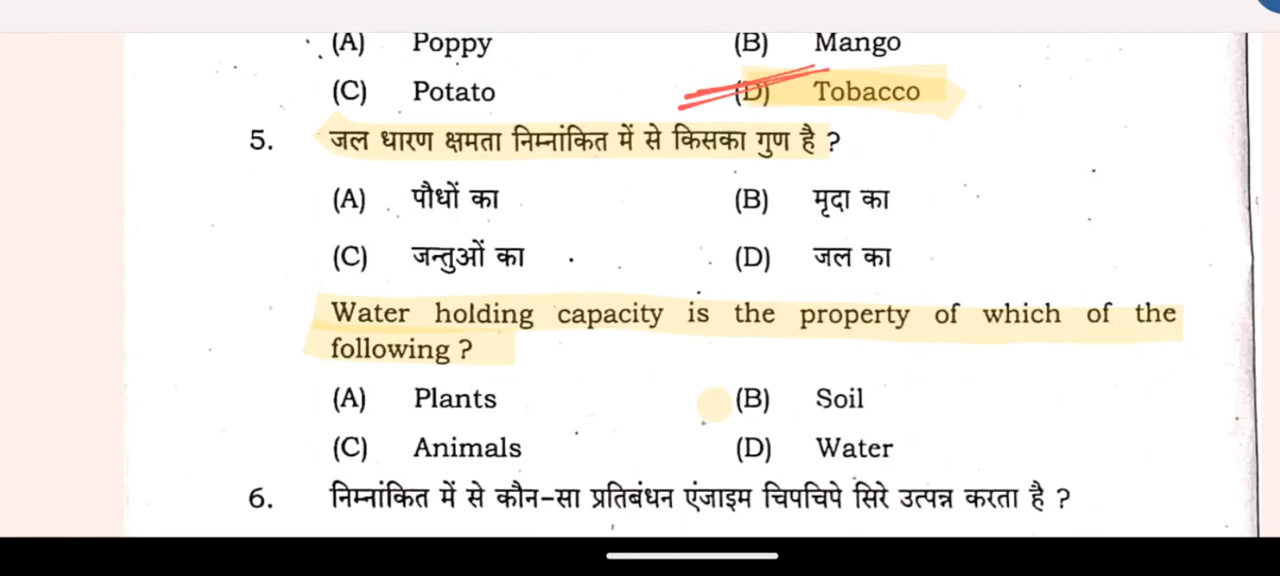 (A) Poppy (B) Mango
(C) Potato (D) Tobacco
5. जल धारण क्षमता निम्नांकित में से किसका गुण है ?
(A) पौधों का (B) मृदा का
(C) जन्तुओं का (D) जल का
Water holding capacity is the property of which of the
following ?
(A) Plants (B) Soil
(C) Animals (D) Water
6. निम्नांकित में से कौन-सा प्रतिबंधन एंजाइम चिपचिपे सिरे उत्पन्न करता है ?